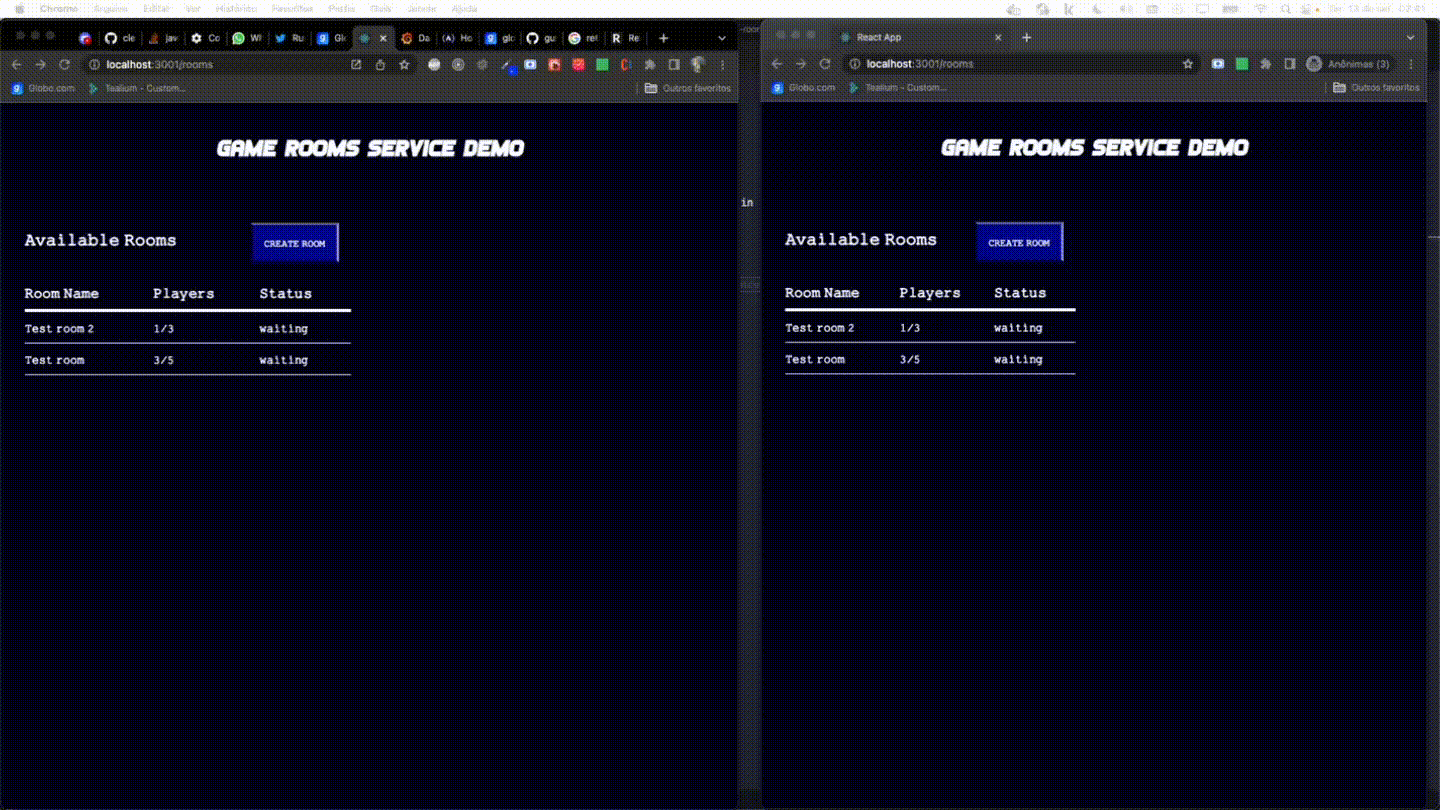 Chrome Arquivo Editar Ver Histórico Favoritos Perfis Guia Janela Ajuda
cle jav Co Wl Ru Glo Da (A) Ho glo gu ret R Re
localhost:3001/rooms
Globo.com Tealium - Custom... Outros favoritos
GAME ROOMS SERVICE DEMO
Available Rooms CREATE ROOM
Room Name Players Status
Test room 2 1/3 waiting
Test room 3/5 waiting
-roor
in
React App
localhost:3001/rooms Anônimas (3)
Globo.com Tealium - Custom... Outros favoritos
GAME ROOMS SERVICE DEMO
Available Rooms CREATE ROOM
Room Name Players Status
Test room 2 1/3 waiting
Test room 3/5 waiting